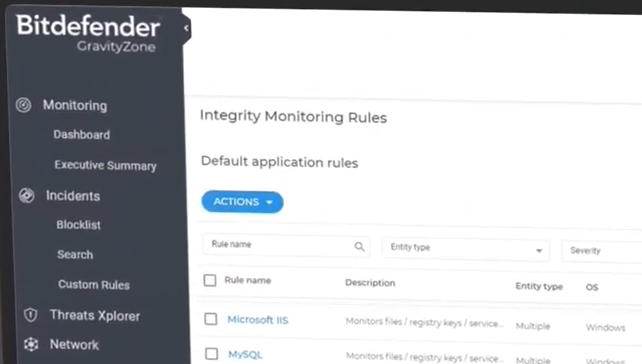 Bitdefender
GravityZone
Monitoring
Dashboard
Executive Summary
Incidents
Blocklist
Search
Custom Rules
Threats Xplorer
Network
Integrity Monitoring Rules
Default application rules
ACTIONS
Rule name Entity type Severity
Rule name Description Entity type OS
Microsoft IIS Monitors files / registry keys / service... Multiple Windows
MySQL Monitors files / registry keys / service... Multiple Windows